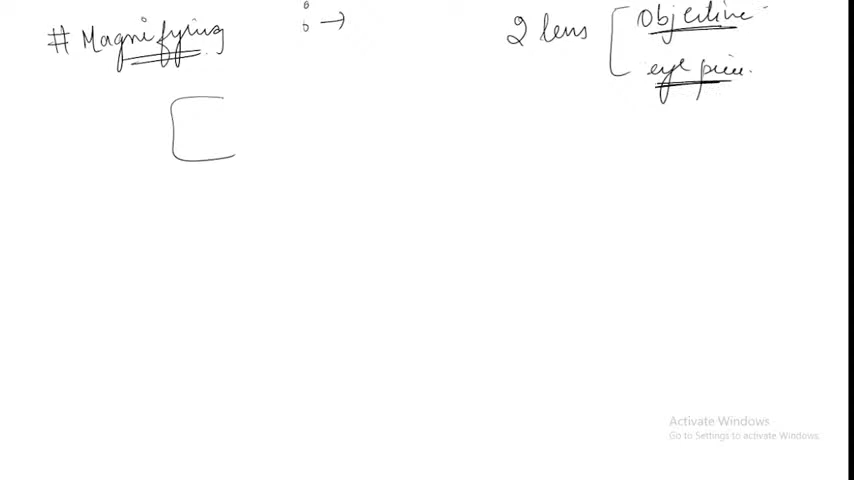 # Magnifying : →
2 lens [ Objective
eye piece.
Activate Windows
Go to Settings to activate Windows.